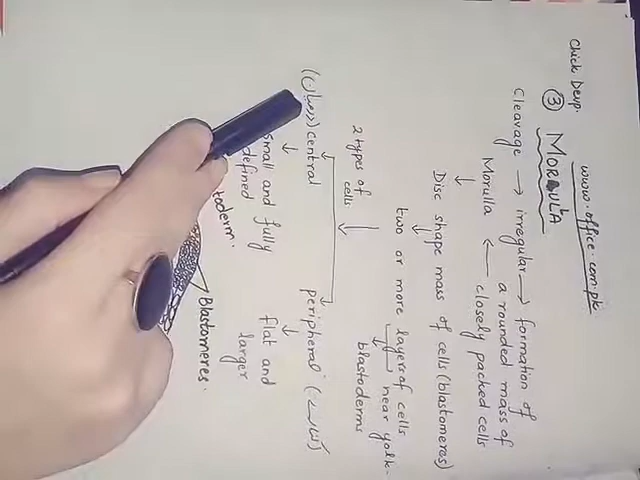 Chick Devp.
www.office.com.pk
③ MORULA
Cleavage → irregular → formation of
a rounded mass of
closely packed cells
Morulla ←
↓
Disc shape mass of cells (blastomeres)
↓
two or more layers of cells
near yolk
blastoderms
2 types of
cells
central
peripheral
small and fully
defined
flat and
larger
toderm.
Blastomeres.